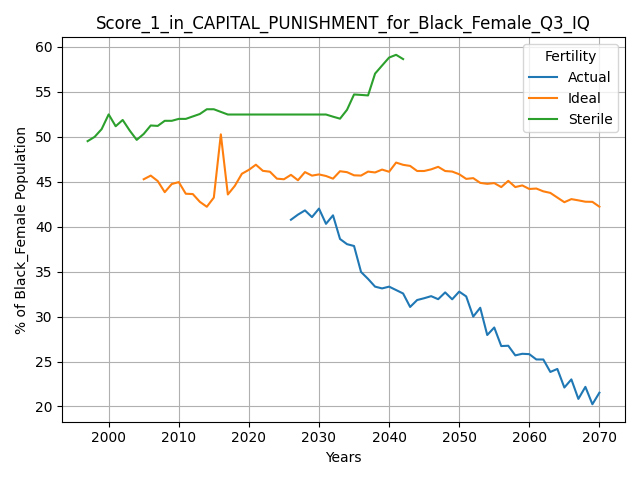 Score_1_in_CAPITAL_PUNISHMENT_for_Black_Female_Q3_IQ
Fertility
Actual
Ideal
Sterile
% of Black_Female Population
60
55
50
45
40
35
30
25
20
2000 2010 2020 2030 2040 2050 2060 2070
Years